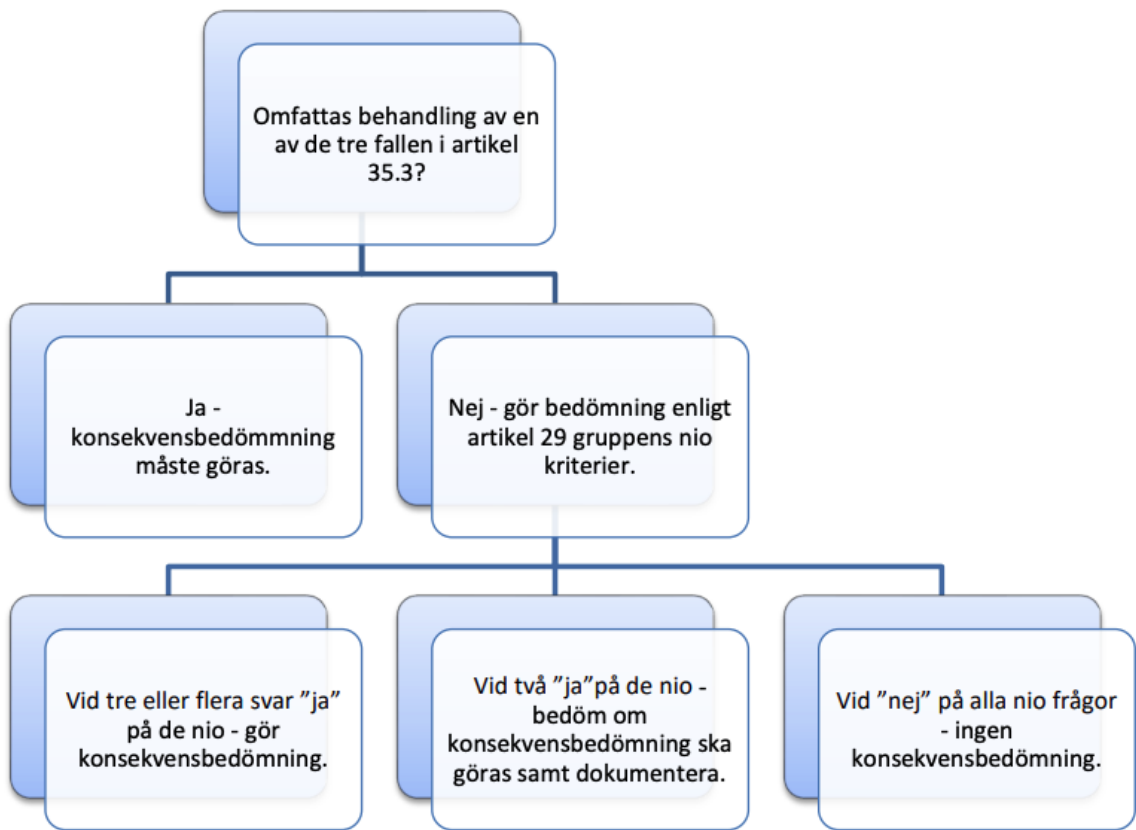 Omfattas behandling av en
av de tre fallen i artikel
35.3?
Ja -
konsekvensbedömmning
måste göras.
Nej - gör bedömning enligt
artikel 29 gruppens nio
kriterier.
Vid tre eller flera svar ”ja”
på de nio - gör
konsekvensbedömning.
Vid två ”ja”på de nio -
bedöm om
konsekvensbedömning ska
göras samt dokumentera.
Vid ”nej” på alla nio frågor
- ingen
konsekvensbedömning.